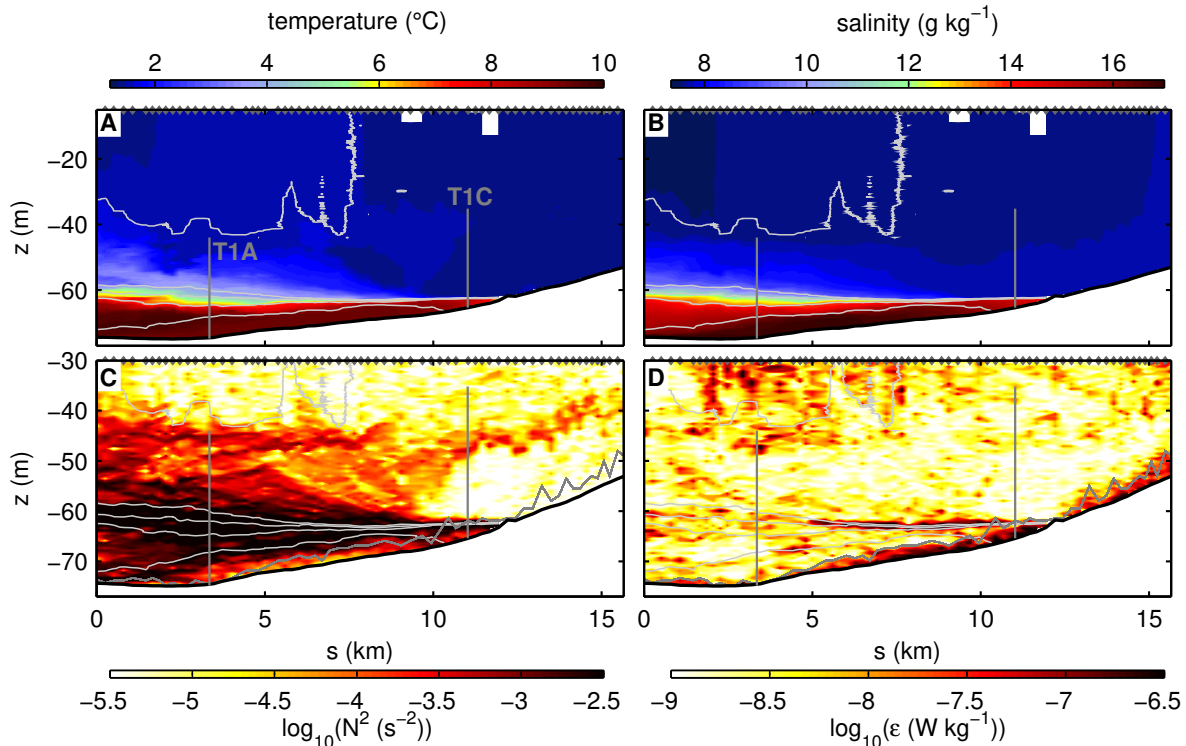 temperature (°C)
salinity (g kg⁻¹)
2 4 6 8 10
8 10 12 14 16
A
B
−20
−40
−60
z (m)
T1A
T1C
C
D
−30
−40
−50
−60
−70
z (m)
0 5 10 15
0 5 10 15
s (km)
s (km)
−5.5 −5 −4.5 −4 −3.5 −3 −2.5
−9 −8.5 −8 −7.5 −7 −6.5
log₁₀(N² (s⁻²))
log₁₀(ε (W kg⁻¹)